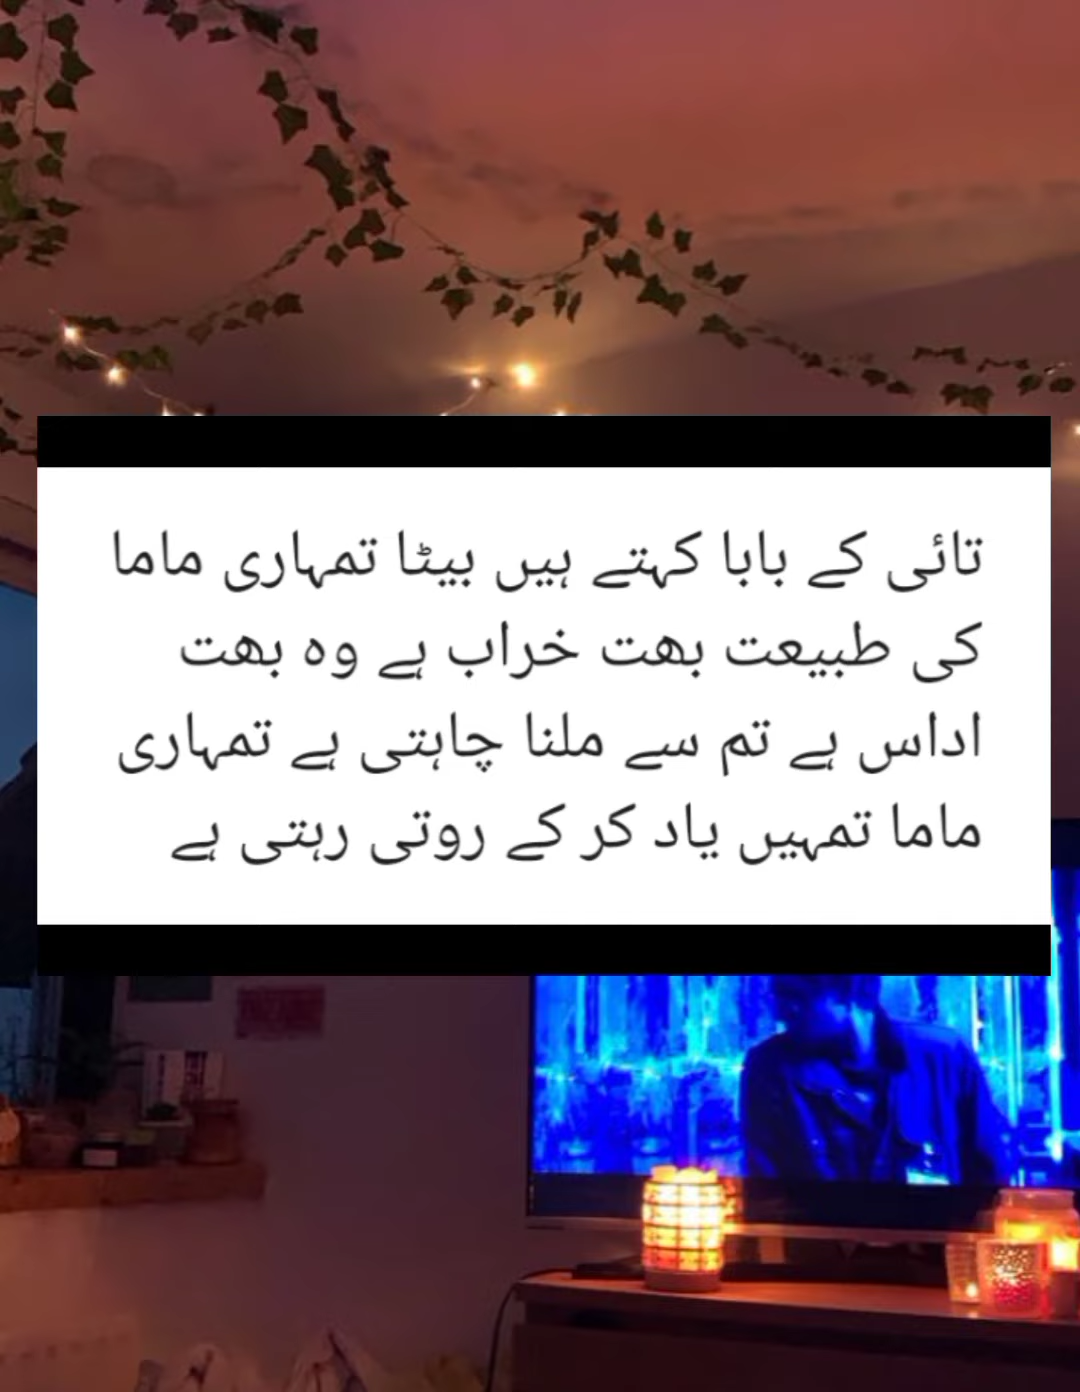 تائی کے بابا کہتے ہیں بیٹا تمہاری ماما
کی طبیعت بھت خراب ہے وہ بھت
اداس ہے تم سے ملنا چاہتی ہے تمہاری
ماما تمہیں یاد کر کے روتی رہتی ہے